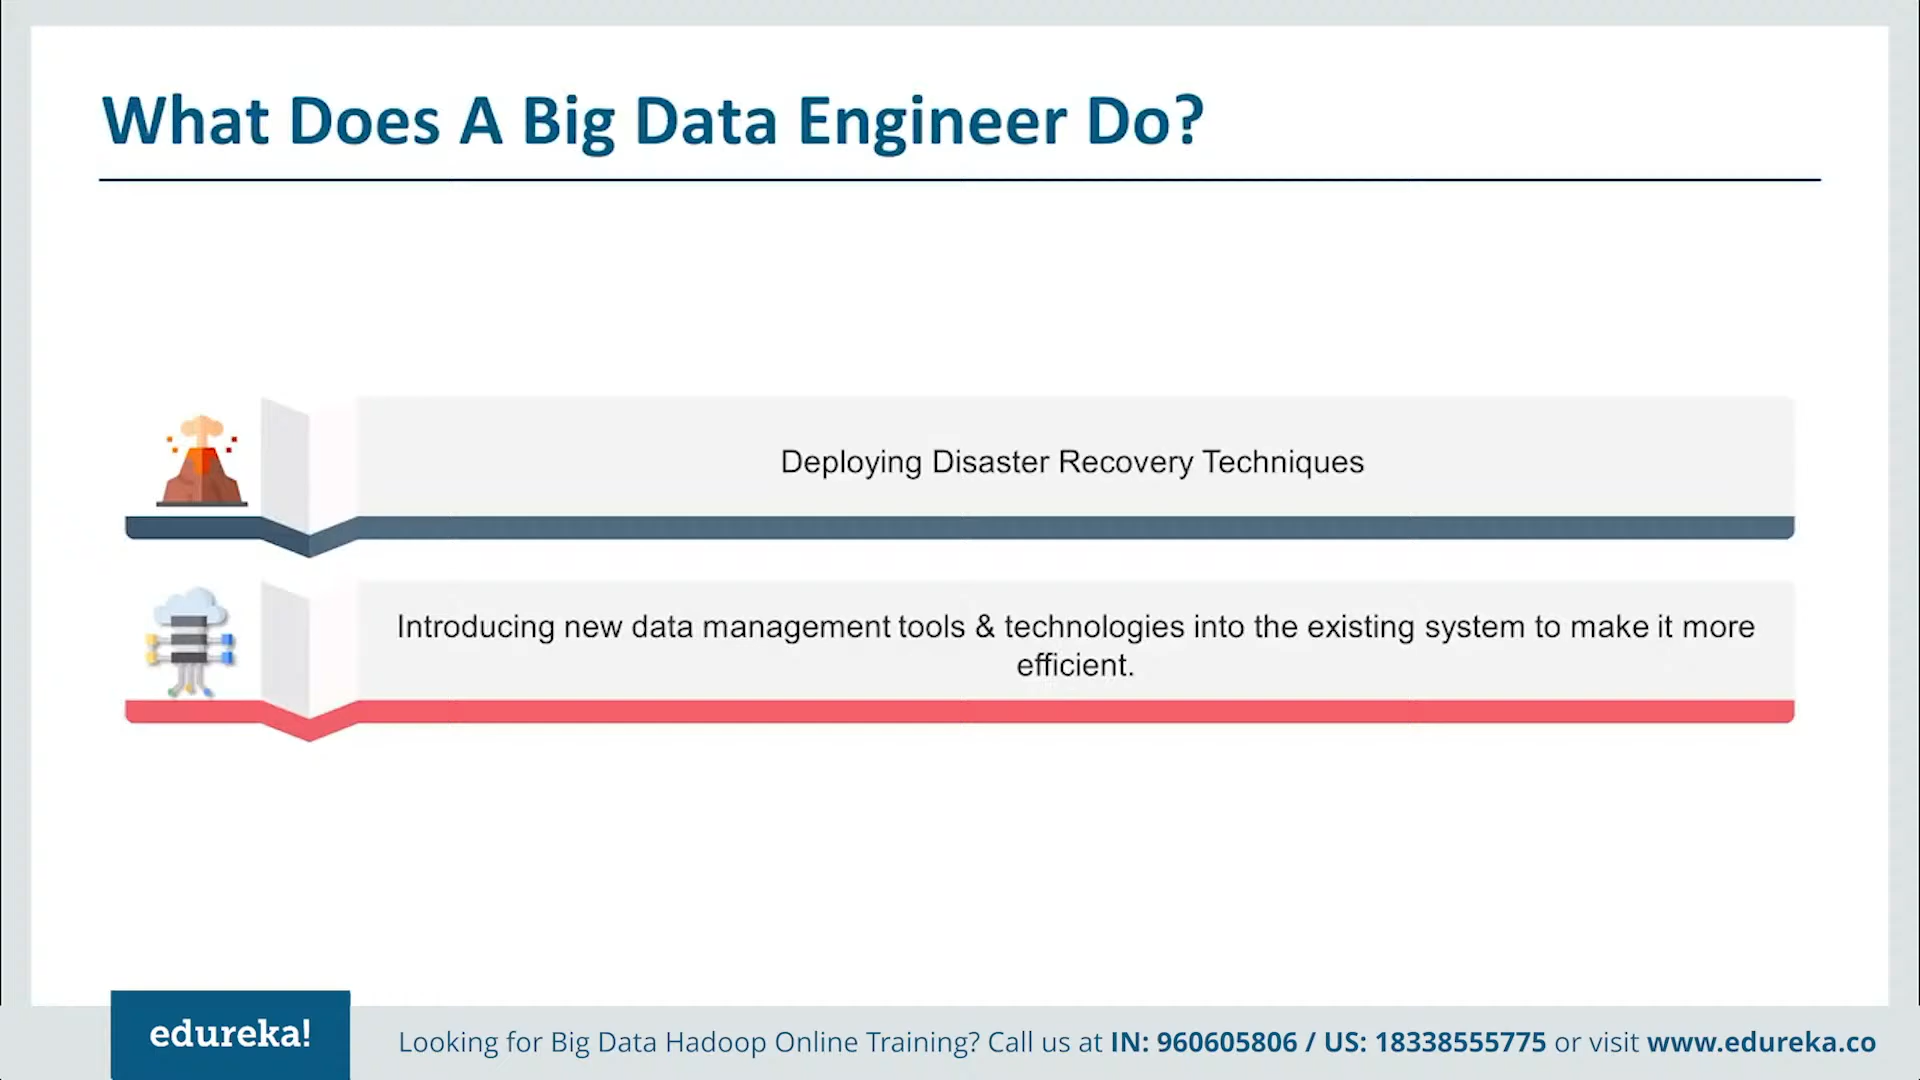 What Does A Big Data Engineer Do?
Deploying Disaster Recovery Techniques
Introducing new data management tools & technologies into the existing system to make it more
efficient.
edureka!
Looking for Big Data Hadoop Online Training? Call us at IN: 960605806 / US: 18338555775 or visit www.edureka.co